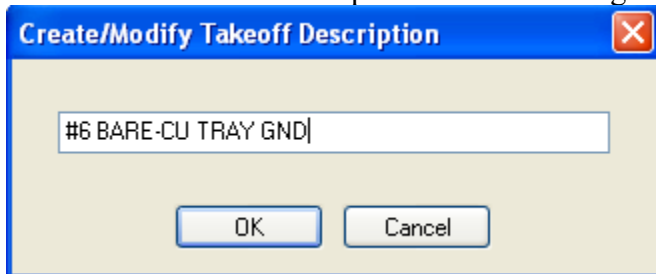 Create/Modify Takeoff Description
#6 BARE-CU TRAY GND
OK
Cancel